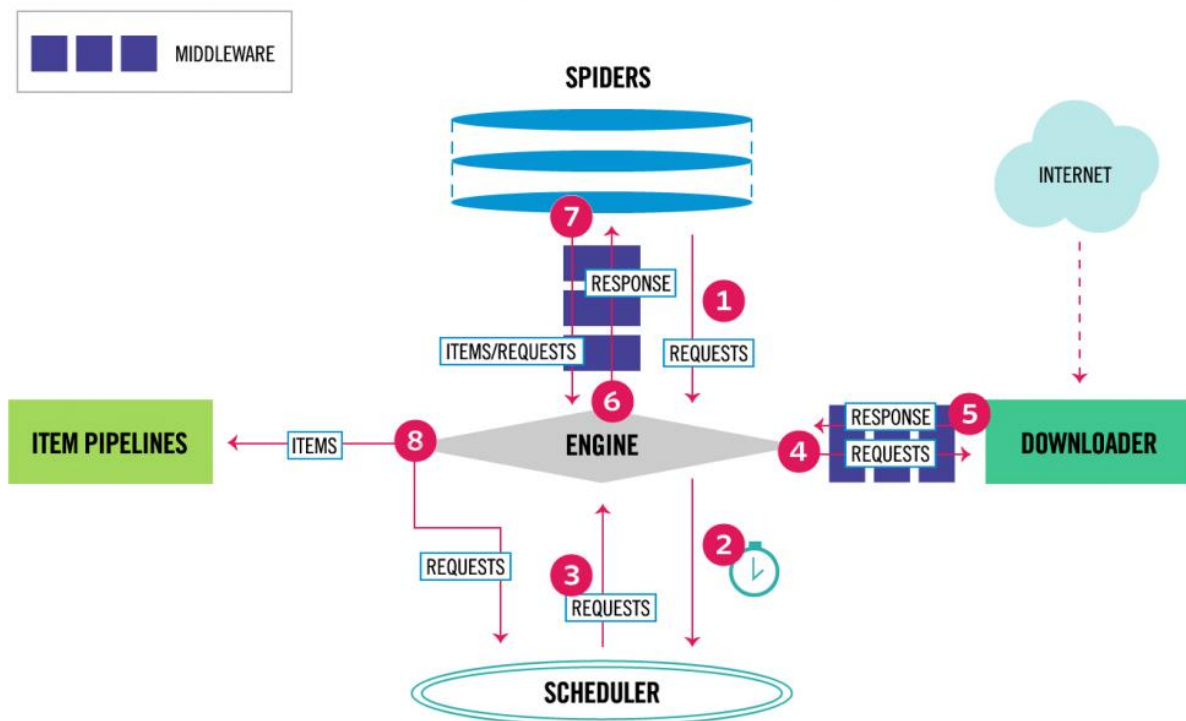 MIDDLEWARE
SPIDERS
INTERNET
7
RESPONSE
1
ITEMS/REQUESTS
REQUESTS
6
RESPONSE
5
ITEM PIPELINES
ITEMS
8
ENGINE
4
REQUESTS
DOWNLOADER
2
REQUESTS
3
REQUESTS
SCHEDULER